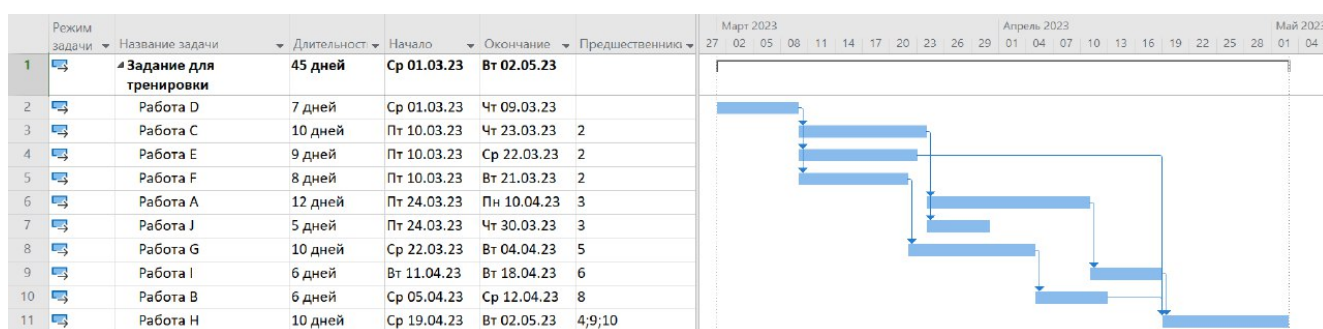 Режим задачи Название задачи Длительност Начало Окончание Предшественники
Март 2023 Апрель 2023 Май 2023
27 02 05 08 11 14 17 20 23 26 29 01 04 07 10 13 16 19 22 25 28 01 04
1 Задание для тренировки 45 дней Ср 01.03.23 Вт 02.05.23
2 Работа D 7 дней Ср 01.03.23 Чт 09.03.23
3 Работа C 10 дней Пт 10.03.23 Чт 23.03.23 2
4 Работа E 9 дней Пт 10.03.23 Ср 22.03.23 2
5 Работа F 8 дней Пт 10.03.23 Вт 21.03.23 2
6 Работа A 12 дней Пт 24.03.23 Пн 10.04.23 3
7 Работа J 5 дней Пт 24.03.23 Чт 30.03.23 3
8 Работа G 10 дней Ср 22.03.23 Вт 04.04.23 5
9 Работа I 6 дней Вт 11.04.23 Вт 18.04.23 6
10 Работа B 6 дней Ср 05.04.23 Ср 12.04.23 8
11 Работа H 10 дней Ср 19.04.23 Вт 02.05.23 4;9;10